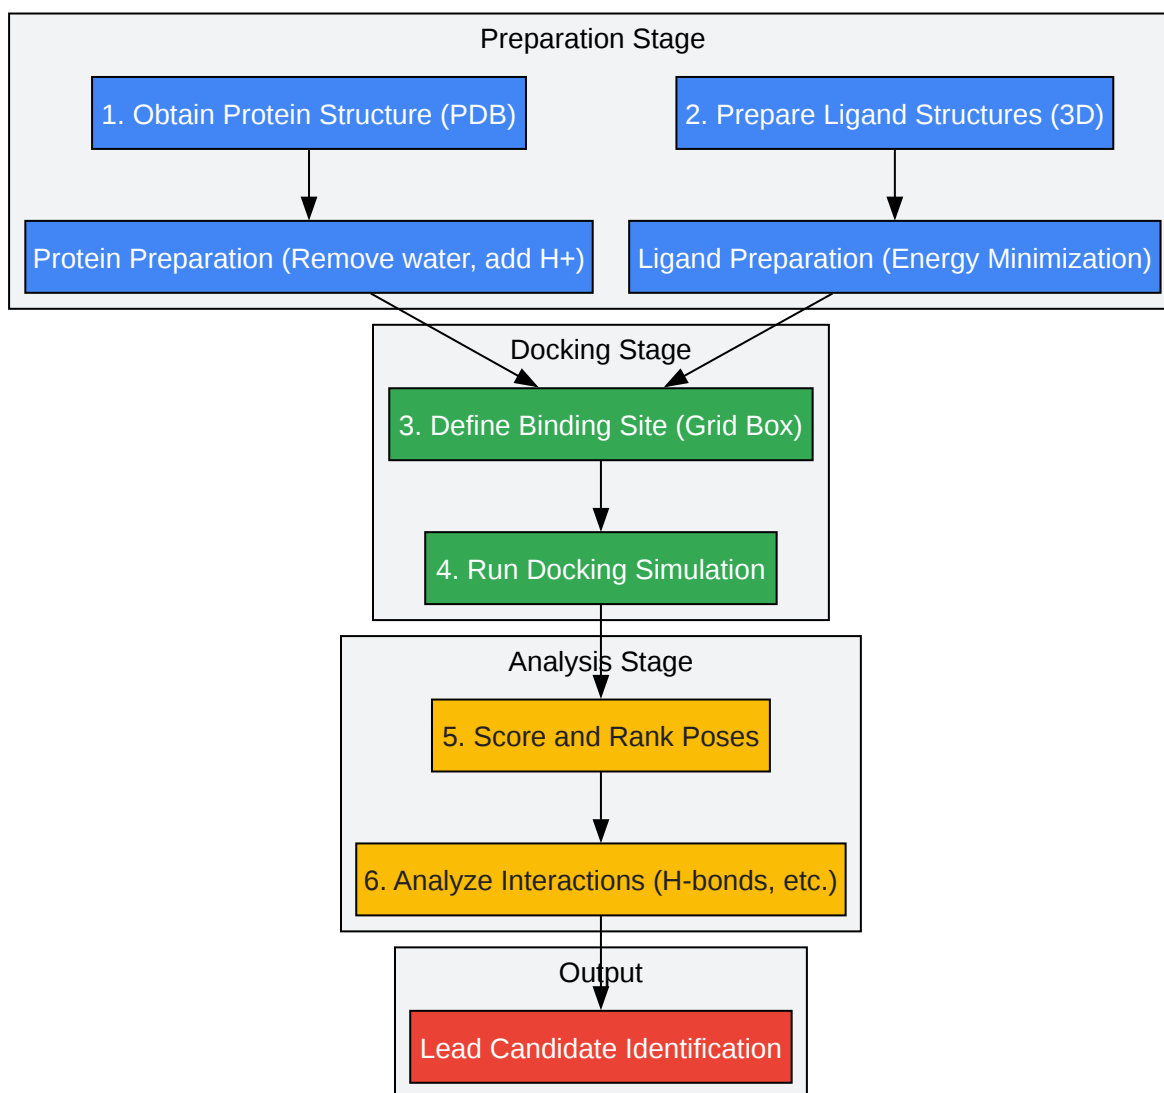 Preparation Stage
1. Obtain Protein Structure (PDB)
2. Prepare Ligand Structures (3D)
Protein Preparation (Remove water, add H+)
Ligand Preparation (Energy Minimization)
Docking Stage
3. Define Binding Site (Grid Box)
4. Run Docking Simulation
Analysis Stage
5. Score and Rank Poses
6. Analyze Interactions (H-bonds, etc.)
Output
Lead Candidate Identification